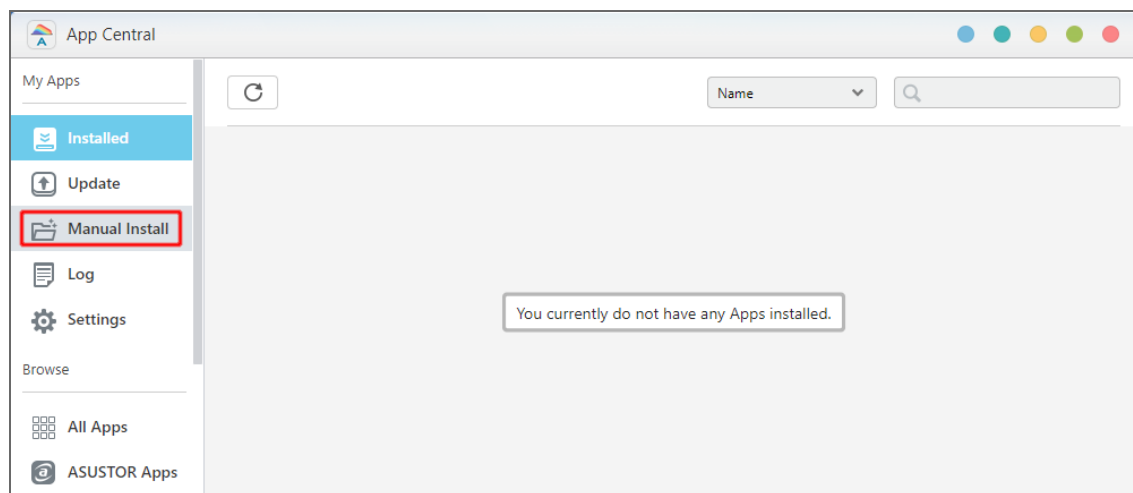 App Central
My Apps
Name
Installed
Update
Manual Install
Log
You currently do not have any Apps installed.
Settings
Browse
All Apps
ASUSTOR Apps